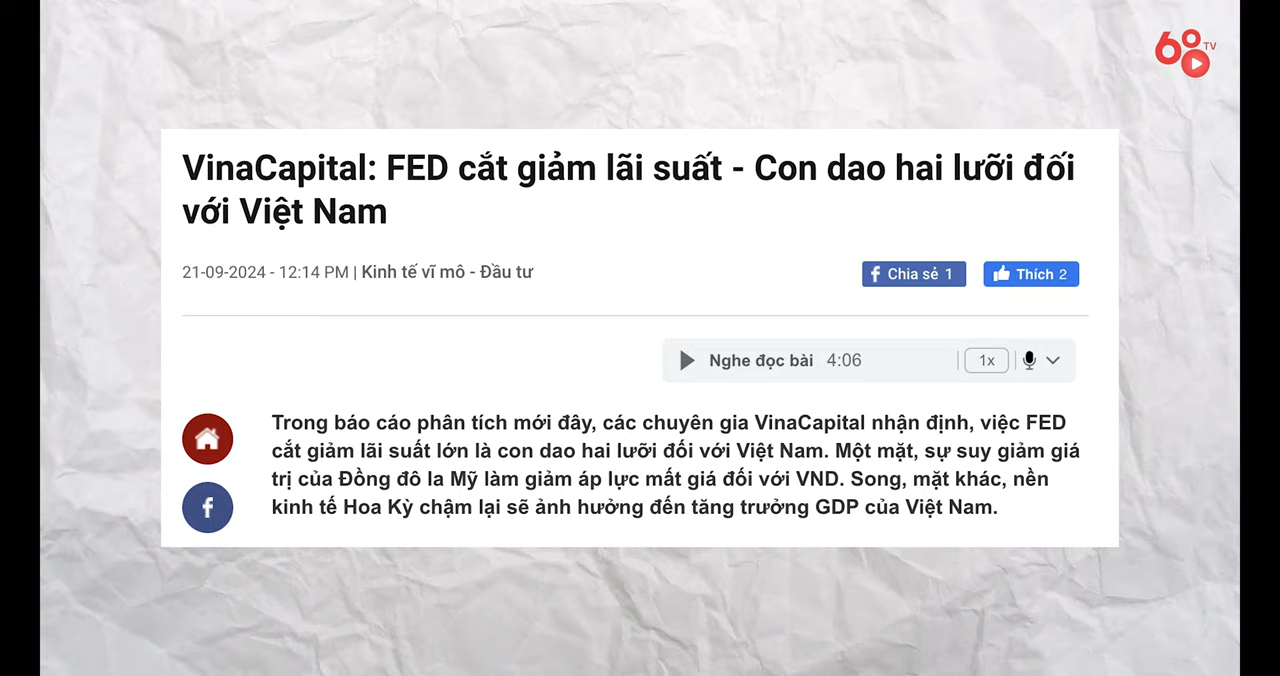 68 TV
VinaCapital: FED cắt giảm lãi suất - Con dao hai lưỡi đối
với Việt Nam
21-09-2024 - 12:14 PM | Kinh tế vĩ mô - Đầu tư
Chia sẻ 1
Thích 2
Nghe đọc bài 4:06
1x
Trong báo cáo phân tích mới đây, các chuyên gia VinaCapital nhận định, việc FED
cắt giảm lãi suất lớn là con dao hai lưỡi đối với Việt Nam. Một mặt, sự suy giảm giá
trị của Đồng đô la Mỹ làm giảm áp lực mất giá đối với VND. Song, mặt khác, nền
kinh tế Hoa Kỳ chậm lại sẽ ảnh hưởng đến tăng trưởng GDP của Việt Nam.